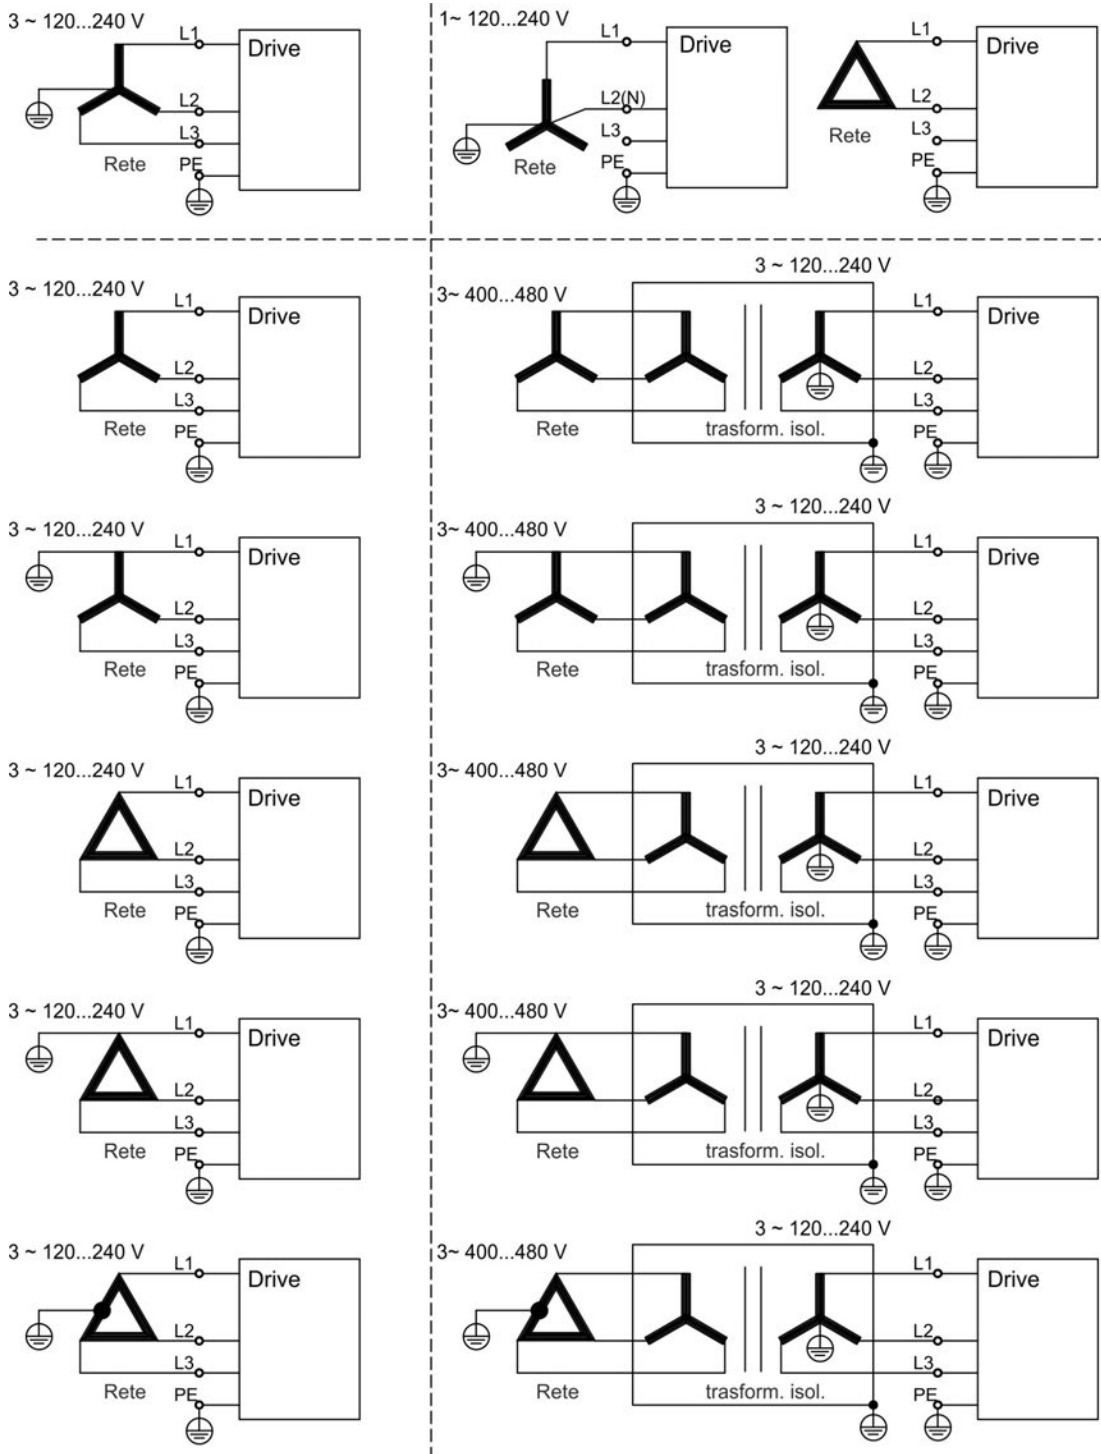 3 ~ 120...240 V
L1
Drive
L2
L3
Rete
PE
1~ 120...240 V
L1
Drive
L2(N)
L3
PE
Rete
L1
Drive
L2
Rete
L3
PE
3 ~ 120...240 V
L1
Drive
L2
L3
Rete
PE
3 ~ 120...240 V
3~ 400...480 V
L1
Drive
L2
L3
Rete
trasform. isol.
PE
3 ~ 120...240 V
L1
Drive
L2
L3
Rete
PE
3 ~ 120...240 V
3~ 400...480 V
L1
Drive
L2
L3
Rete
trasform. isol.
PE
3 ~ 120...240 V
L1
Drive
L2
L3
Rete
PE
3 ~ 120...240 V
3~ 400...480 V
L1
Drive
L2
L3
Rete
trasform. isol.
PE
3 ~ 120...240 V
L1
Drive
L2
L3
Rete
PE
3 ~ 120...240 V
3~ 400...480 V
L1
Drive
L2
L3
Rete
trasform. isol.
PE
3 ~ 120...240 V
L1
Drive
L2
L3
Rete
PE
3 ~ 120...240 V
3~ 400...480 V
L1
Drive
L2
L3
Rete
trasform. isol.
PE